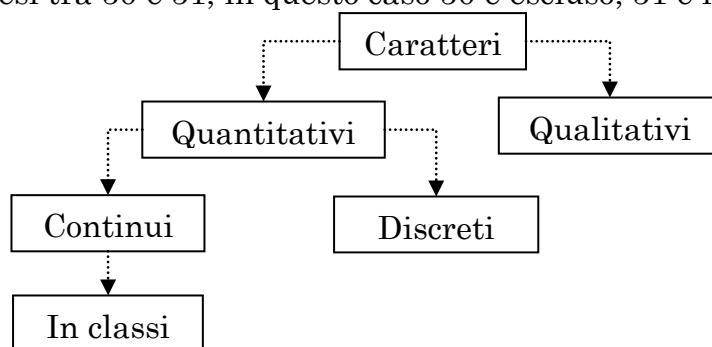 esi tra 30 e 31, in questo caso 30 è escluso, 31 è
Caratteri
Quantitativi
Qualitativi
Continui
Discreti
In classi